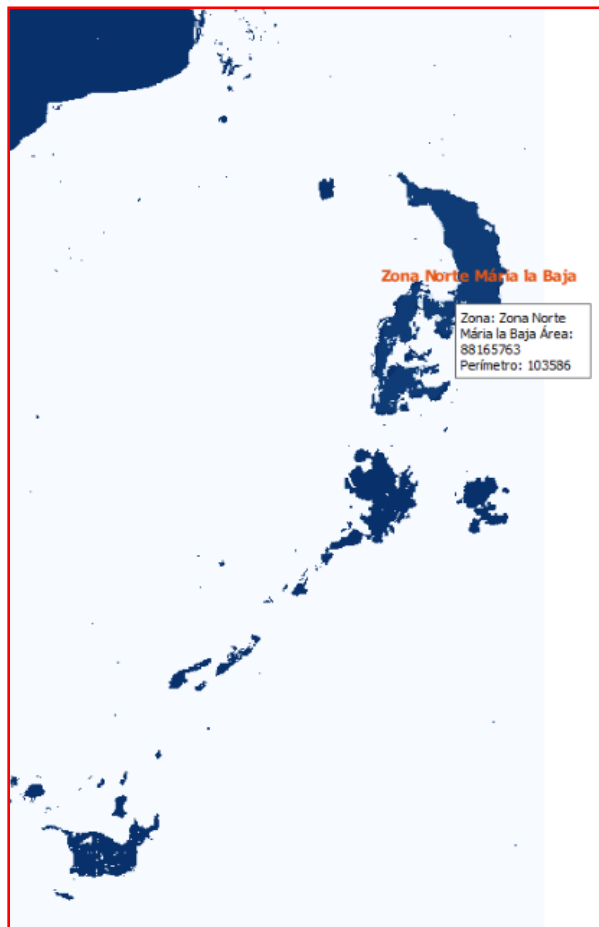 Zona Norte Mária la Baja
Zona: Zona Norte
Mária la Baja Área:
88165763
Perímetro: 103586